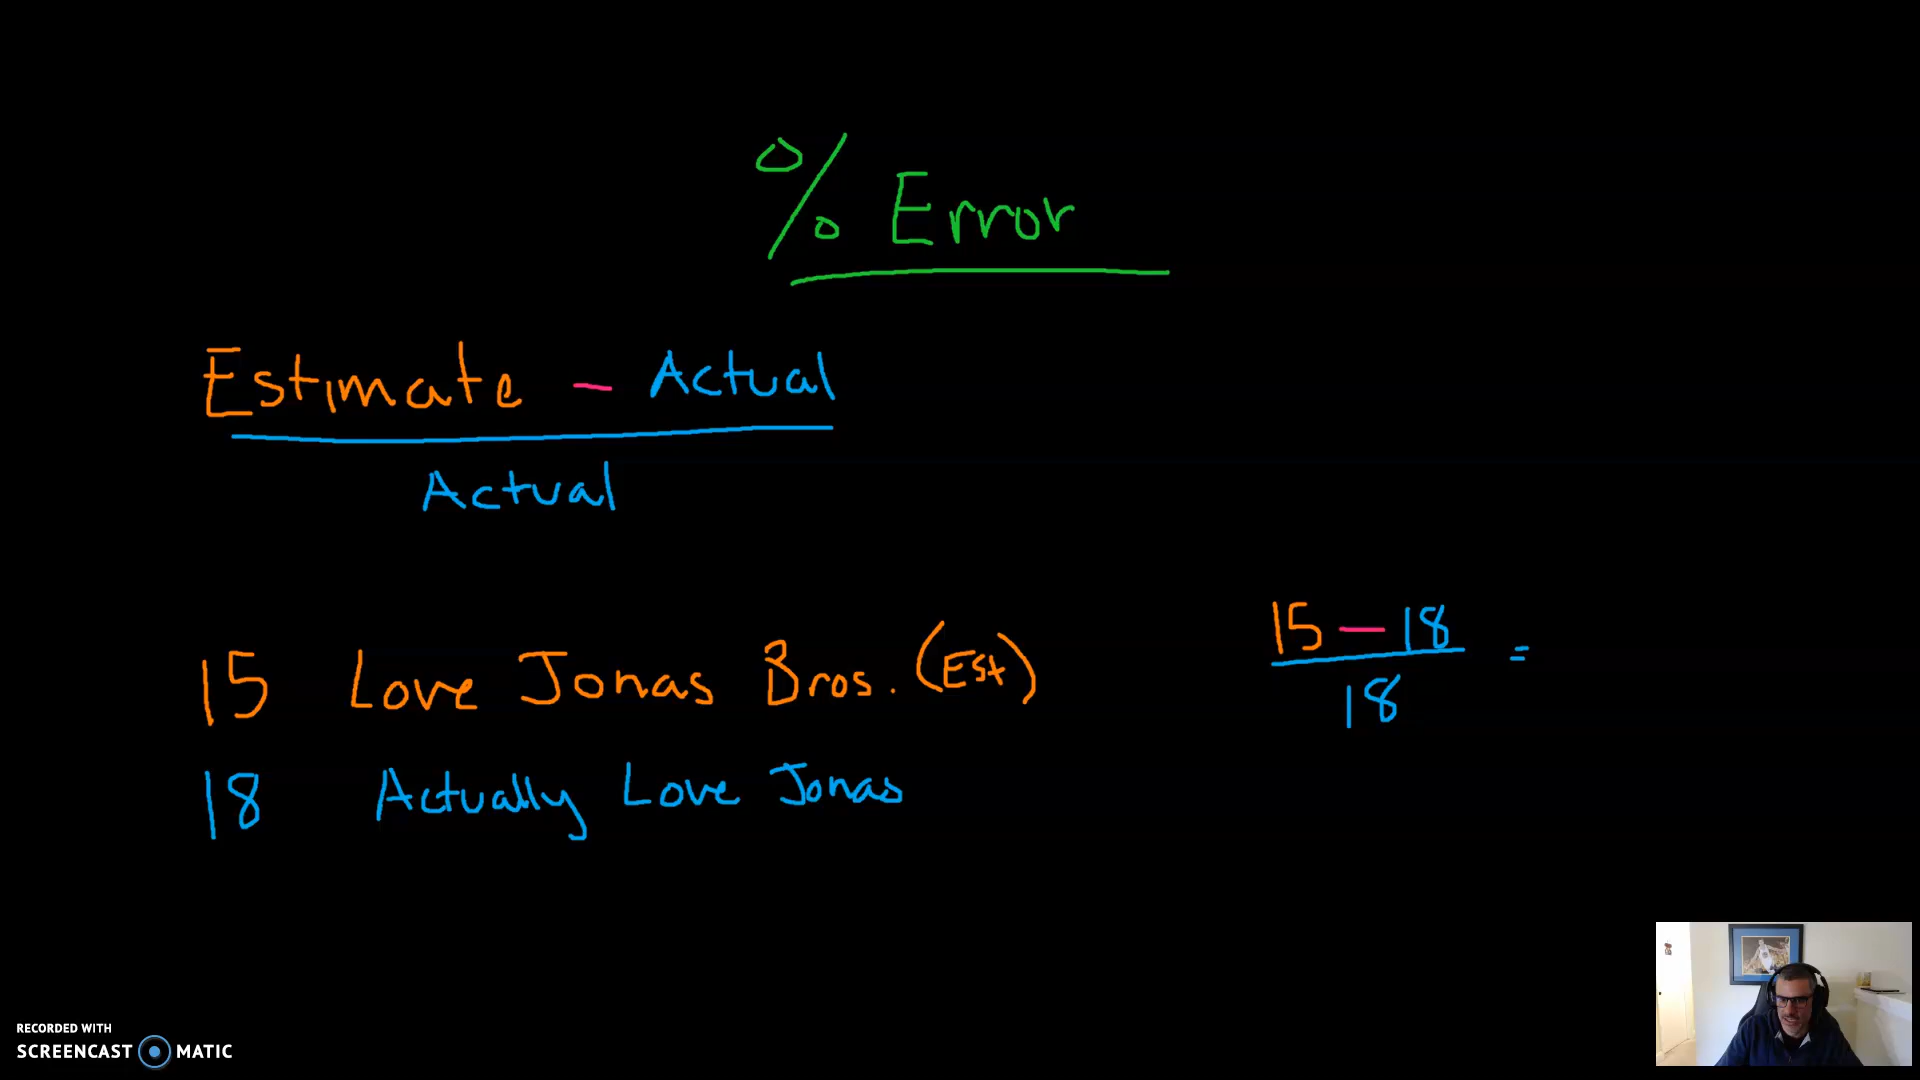 % Error
Estimate - Actual
Actual
15 Love Jonas Bros. (Est)
18 Actually Love Jonas
15 - 18 =
18
RECORDED WITH
SCREENCAST MATIC